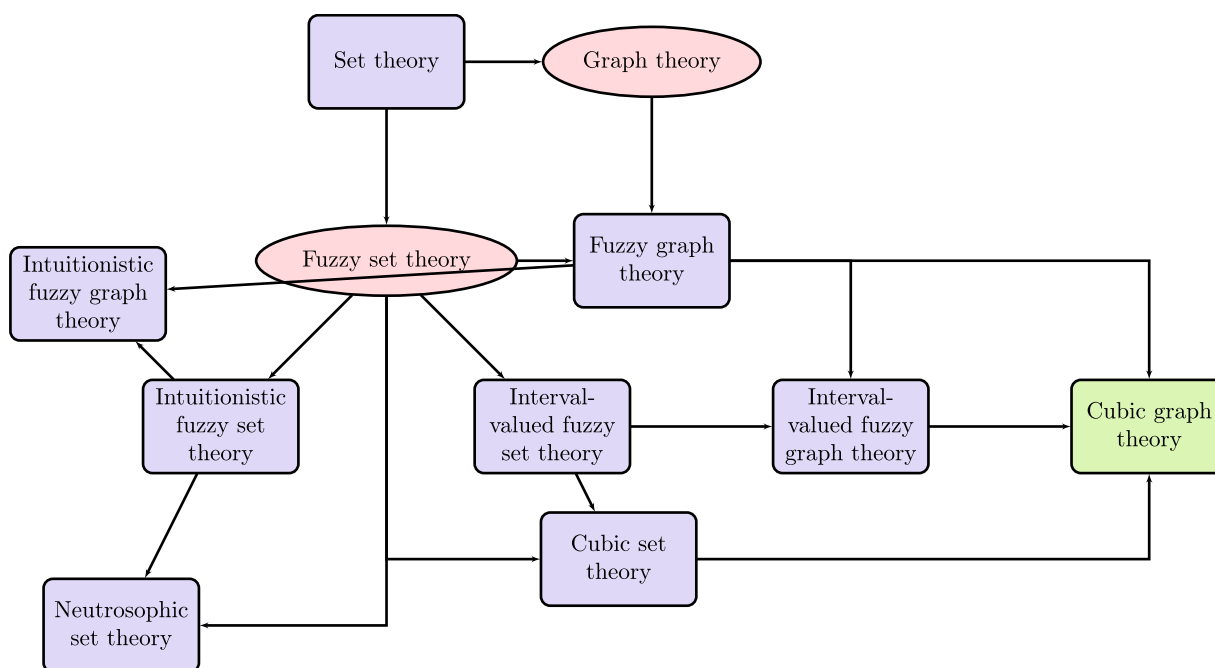 Set theory
Graph theory
Fuzzy set theory
Fuzzy graph
theory
Intuitionistic
fuzzy graph
theory
Intuitionistic
fuzzy set
theory
Interval-
valued fuzzy
set theory
Interval-
valued fuzzy
graph theory
Cubic graph
theory
Cubic set
theory
Neutrosophic
set theory